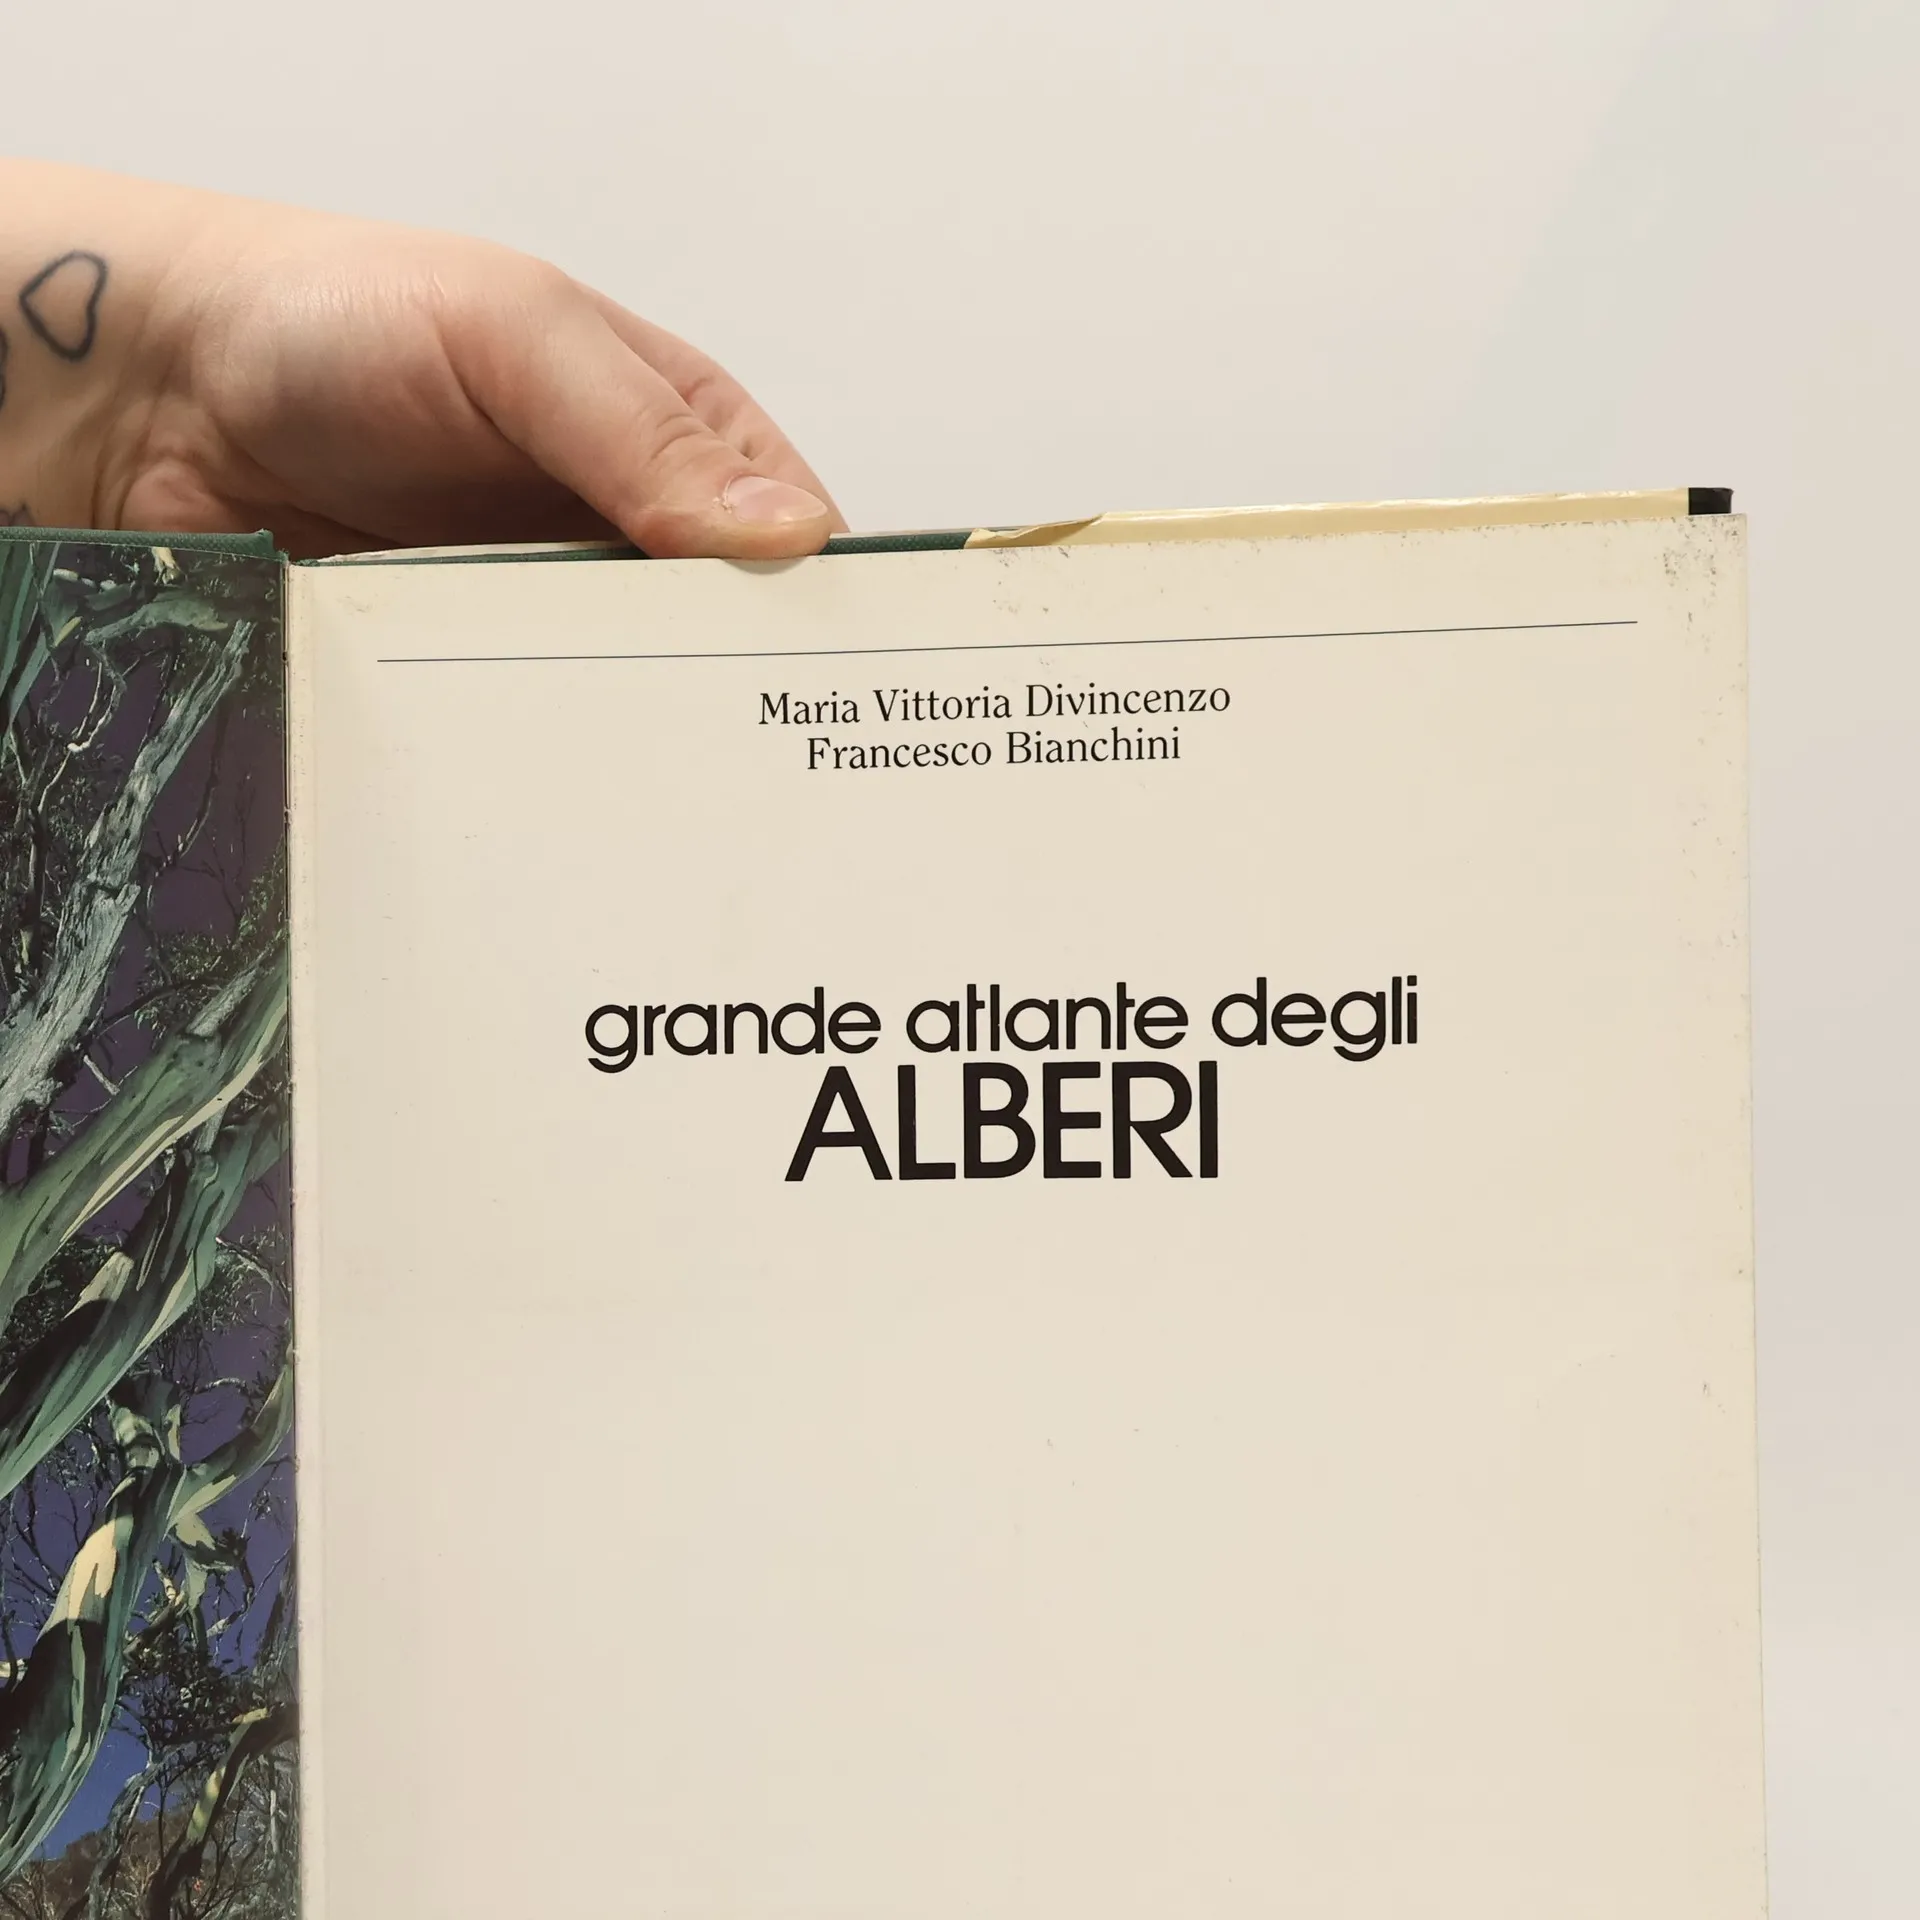 Maria Vittoria Divincenzo
Francesco Bianchini
grande atlante degli
ALBERI